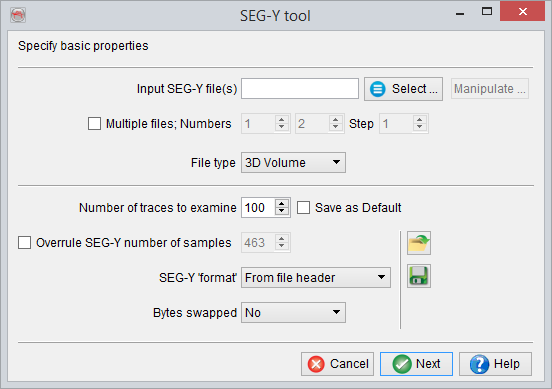 SEG-Y tool
Specify basic properties
Input SEG-Y file(s) Select ... Manipulate ...
Multiple files; Numbers 1 2 Step 1
File type 3D Volume
Number of traces to examine 100 Save as Default
Overrule SEG-Y number of samples 463
SEG-Y 'format' From file header
Bytes swapped No
Cancel Next Help